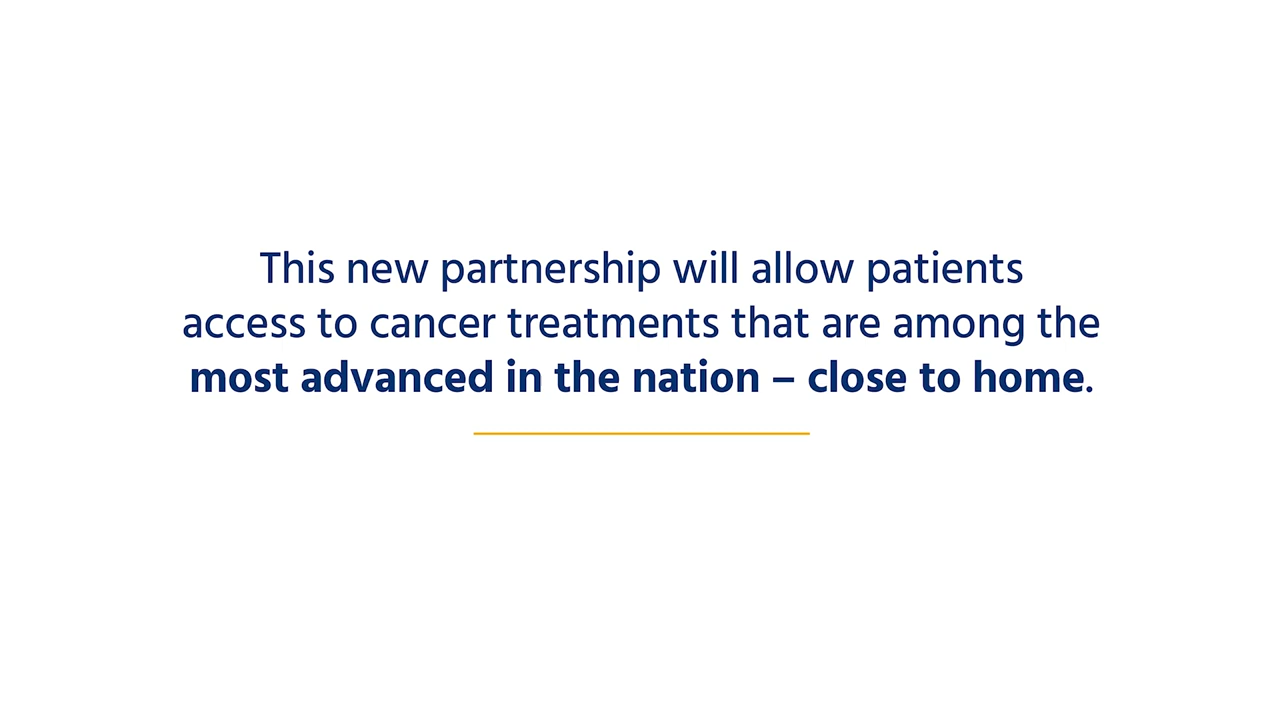 This new partnership will allow patients
access to cancer treatments that are among the
most advanced in the nation – close to home.